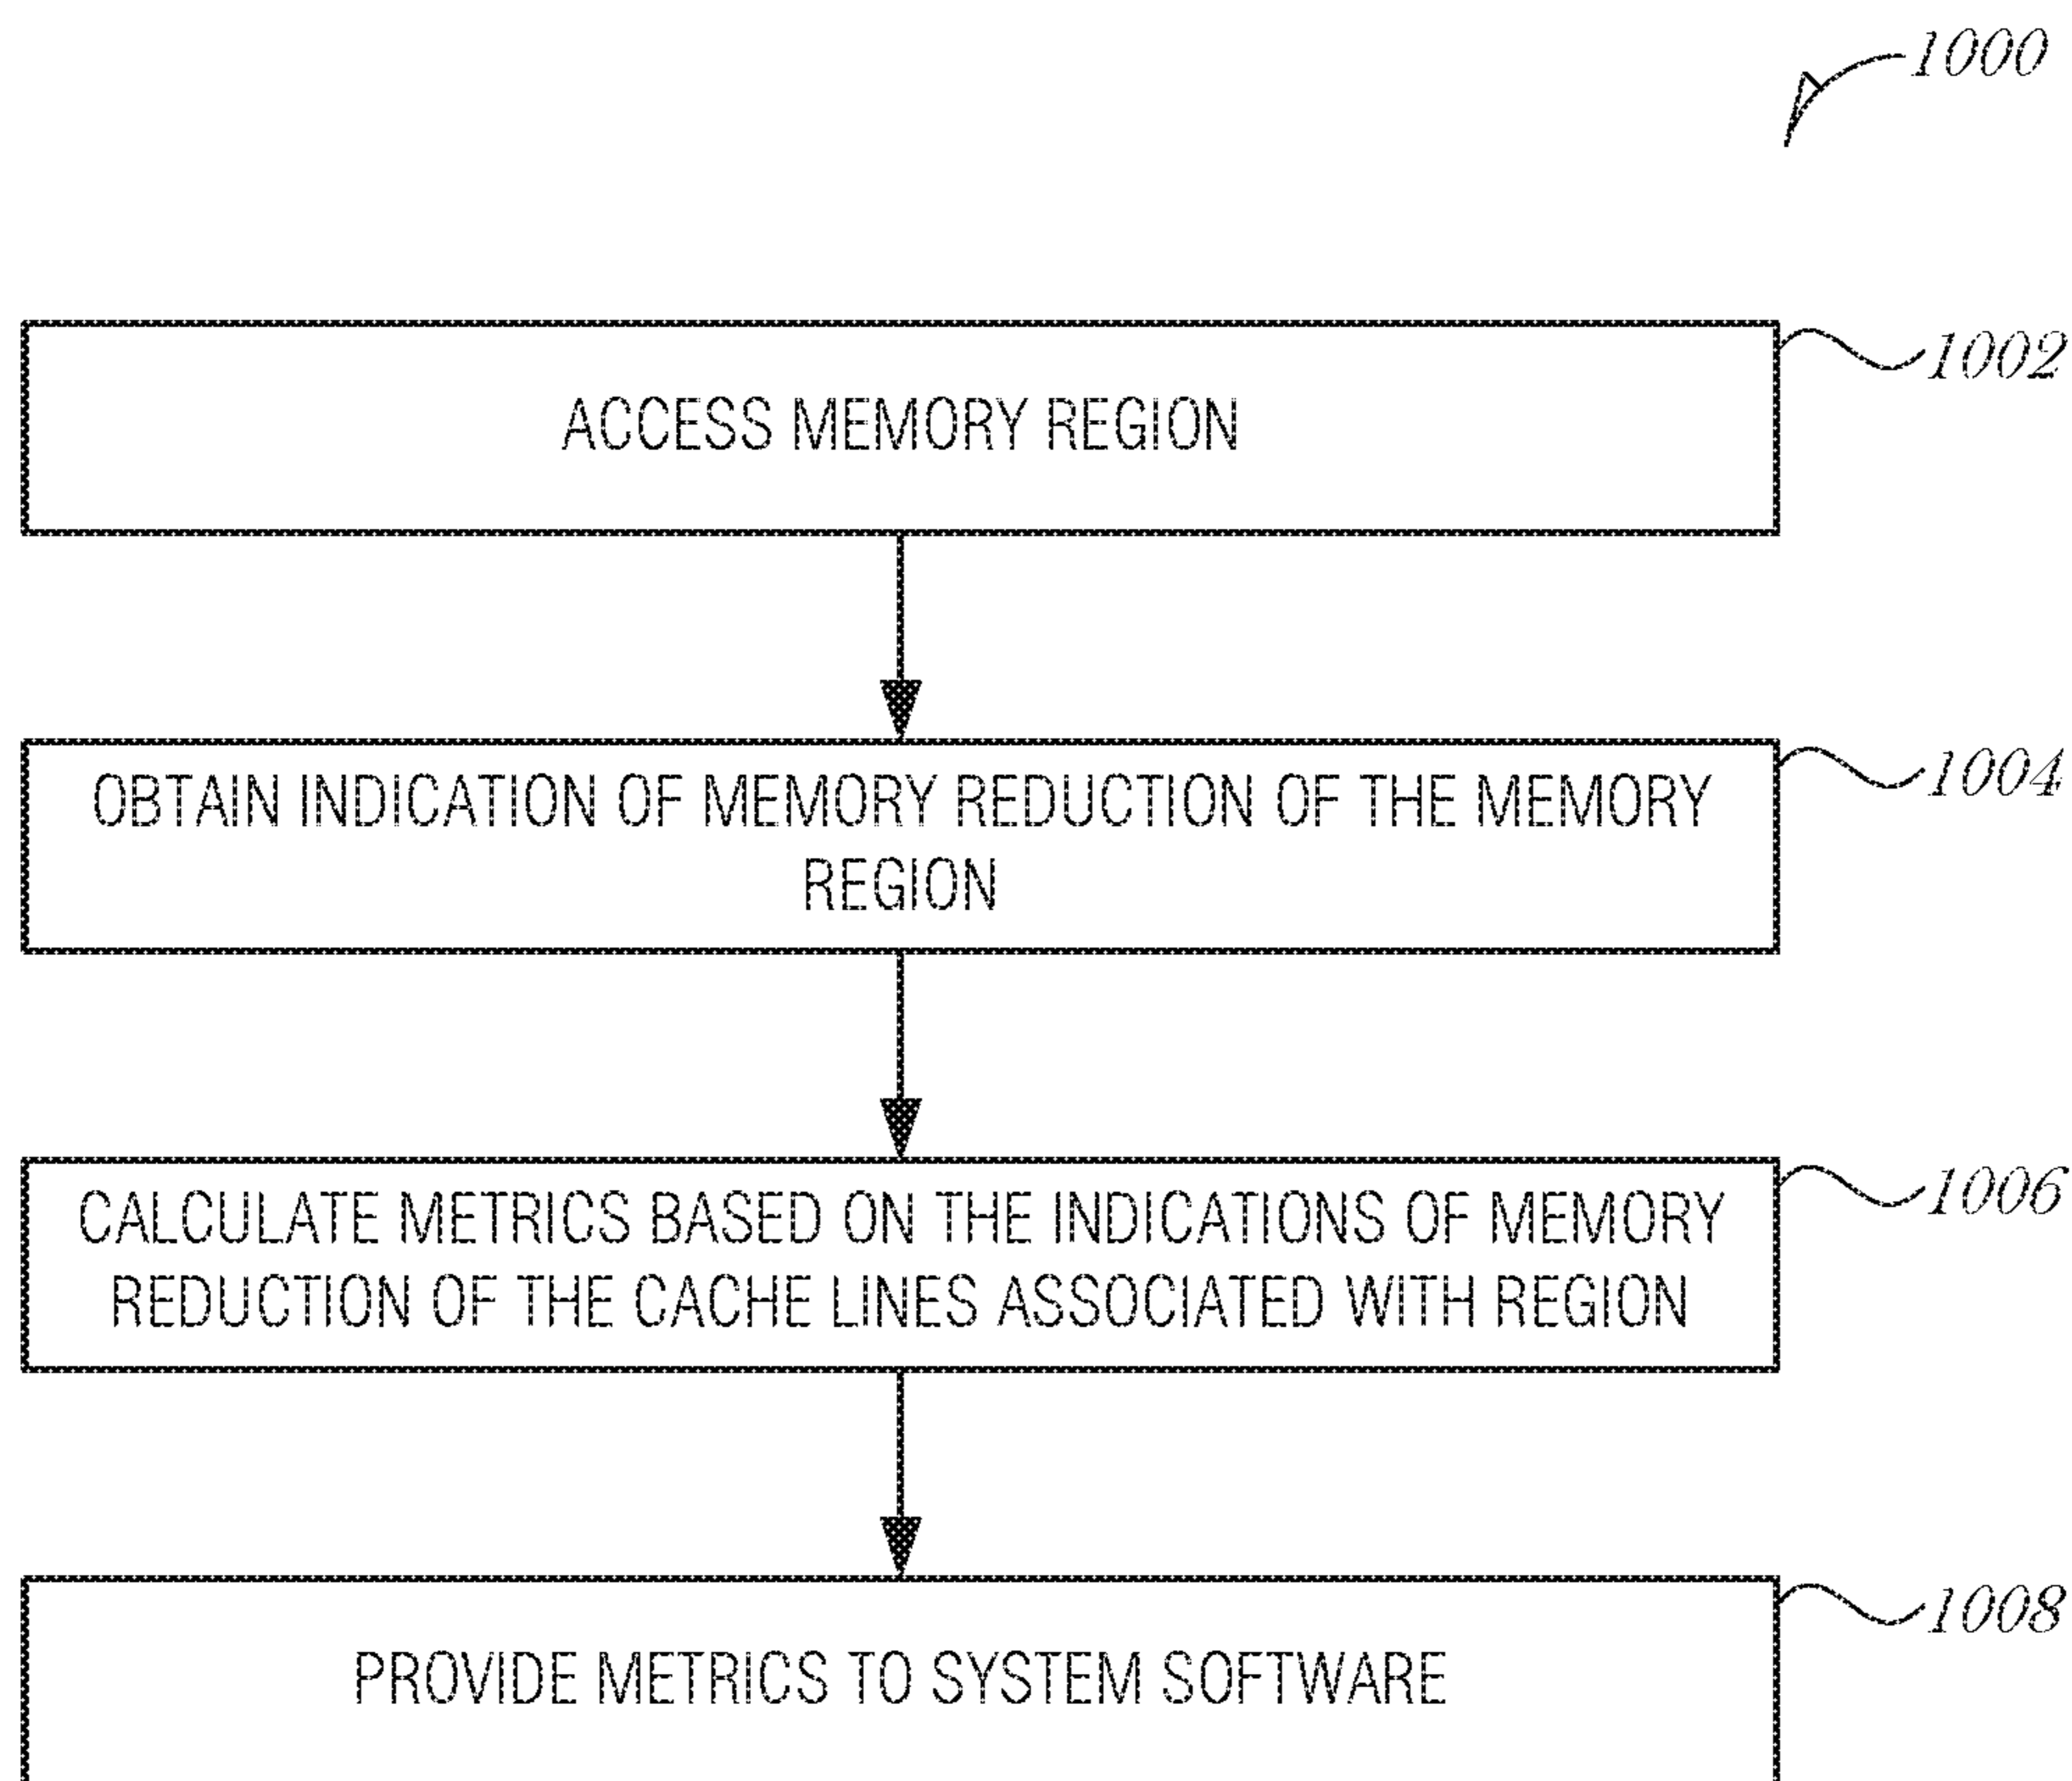 1000
1002
ACCESS MEMORY REGION
1004
OBTAIN INDICATION OF MEMORY REDUCTION OF THE MEMORY
REGION
1006
CALCULATE METRICS BASED ON THE INDICATIONS OF MEMORY
REDUCTION OF THE CACHE LINES ASSOCIATED WITH REGION
1008
PROVIDE METRICS TO SYSTEM SOFTWARE